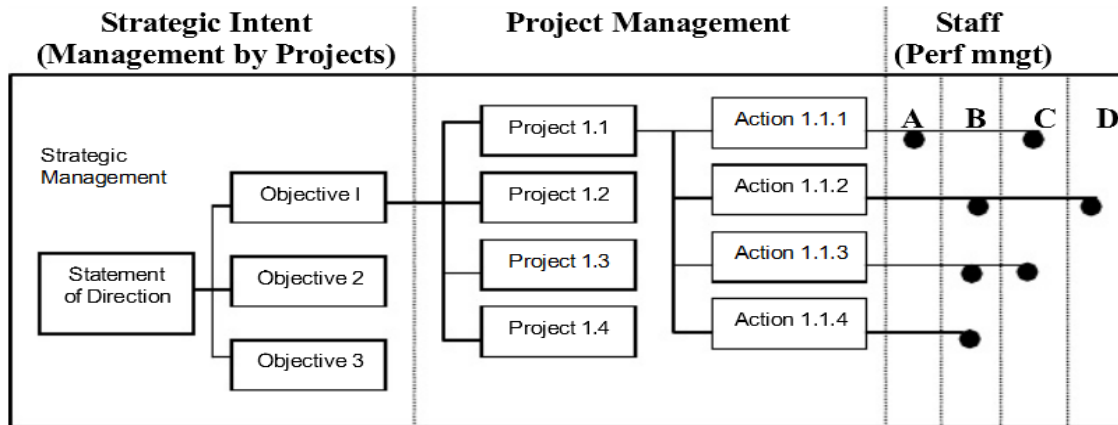 Strategic Intent
(Management by Projects)
Project Management
Staff
(Perf mngt)
Strategic
Management
Statement
of Direction
Objective I
Objective 2
Objective 3
Project 1.1
Project 1.2
Project 1.3
Project 1.4
Action 1.1.1
Action 1.1.2
Action 1.1.3
Action 1.1.4
A B C D